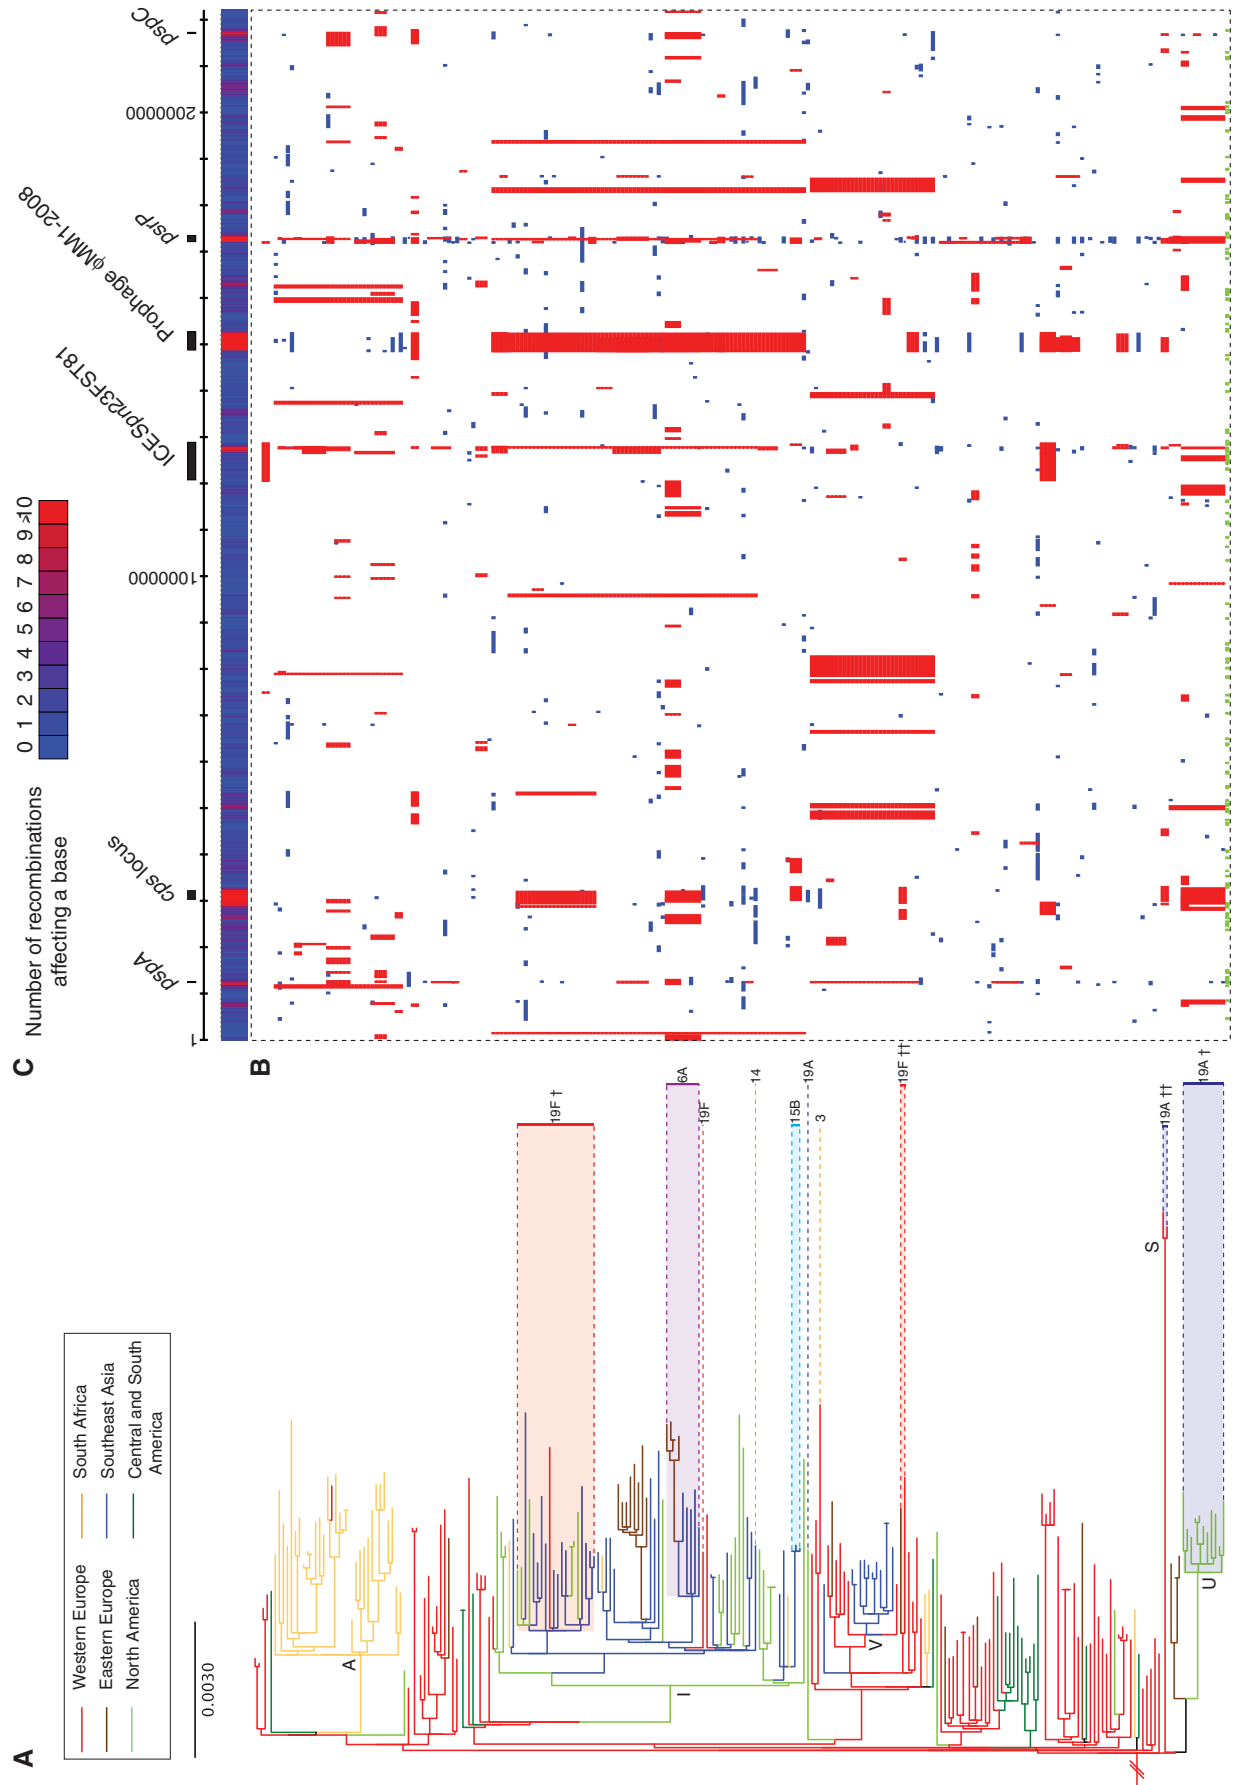 C
Number of recombinations
affecting a base
0 1 2 3 4 5 6 7 8 9 >10
1
1000000
2000000
pspA
cps locus
ICESpn23FST81
Prophage φMM1-2008
psrP
pspC
B
A
Western Europe
Eastern Europe
North America
South Africa
Southeast Asia
Central and South
America
0.0030
A
I
V
S
U
19F †
6A
19F
14
15B
19A
3
19F ††
19A ††
19A †